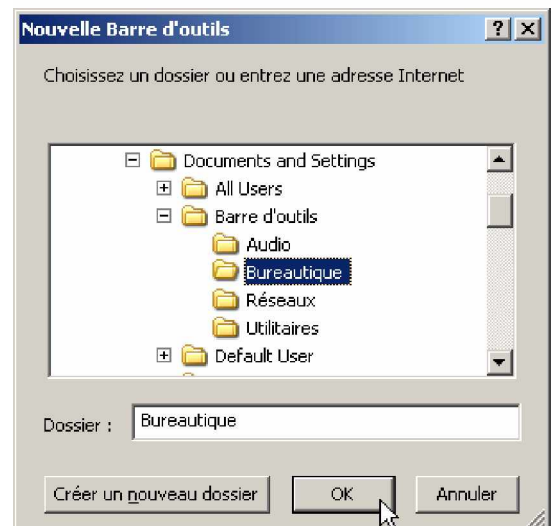 Nouvelle Barre d'outils
Choisissez un dossier ou entrez une adresse Internet
Documents and Settings
All Users
Barre d'outils
Audio
Bureautique
Réseaux
Utilitaires
Default User
Dossier : Bureautique
Créer un nouveau dossier OK Annuler